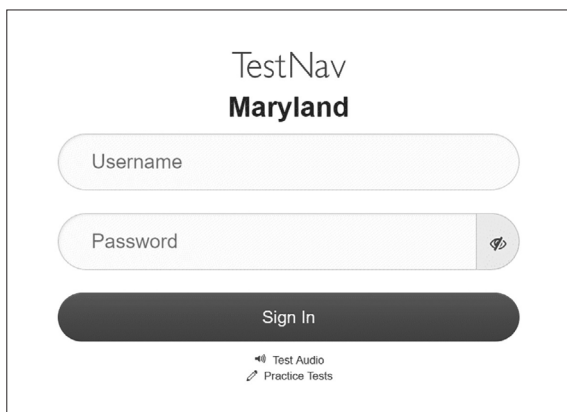 TestNav
Maryland
Username
Password
Sign In
Test Audio
Practice Tests